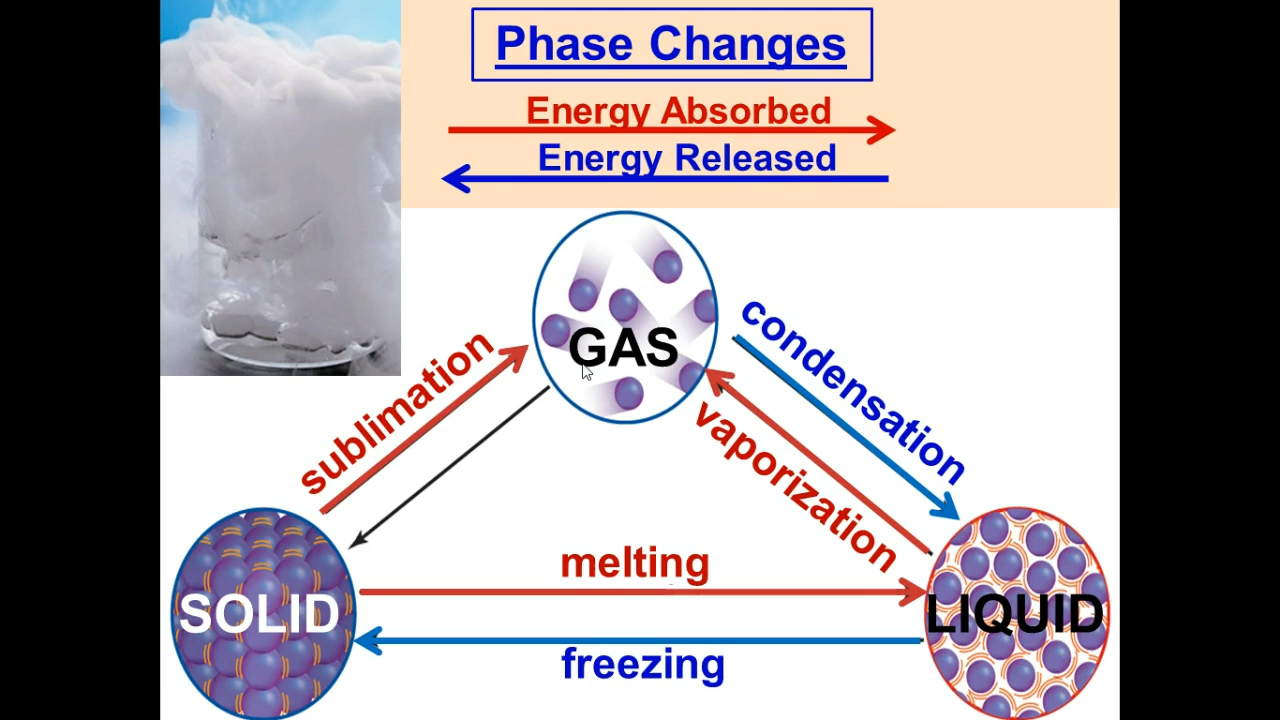 Phase Changes
Energy Absorbed
Energy Released
GAS
condensation
sublimation
vaporization
melting
SOLID
LIQUID
freezing